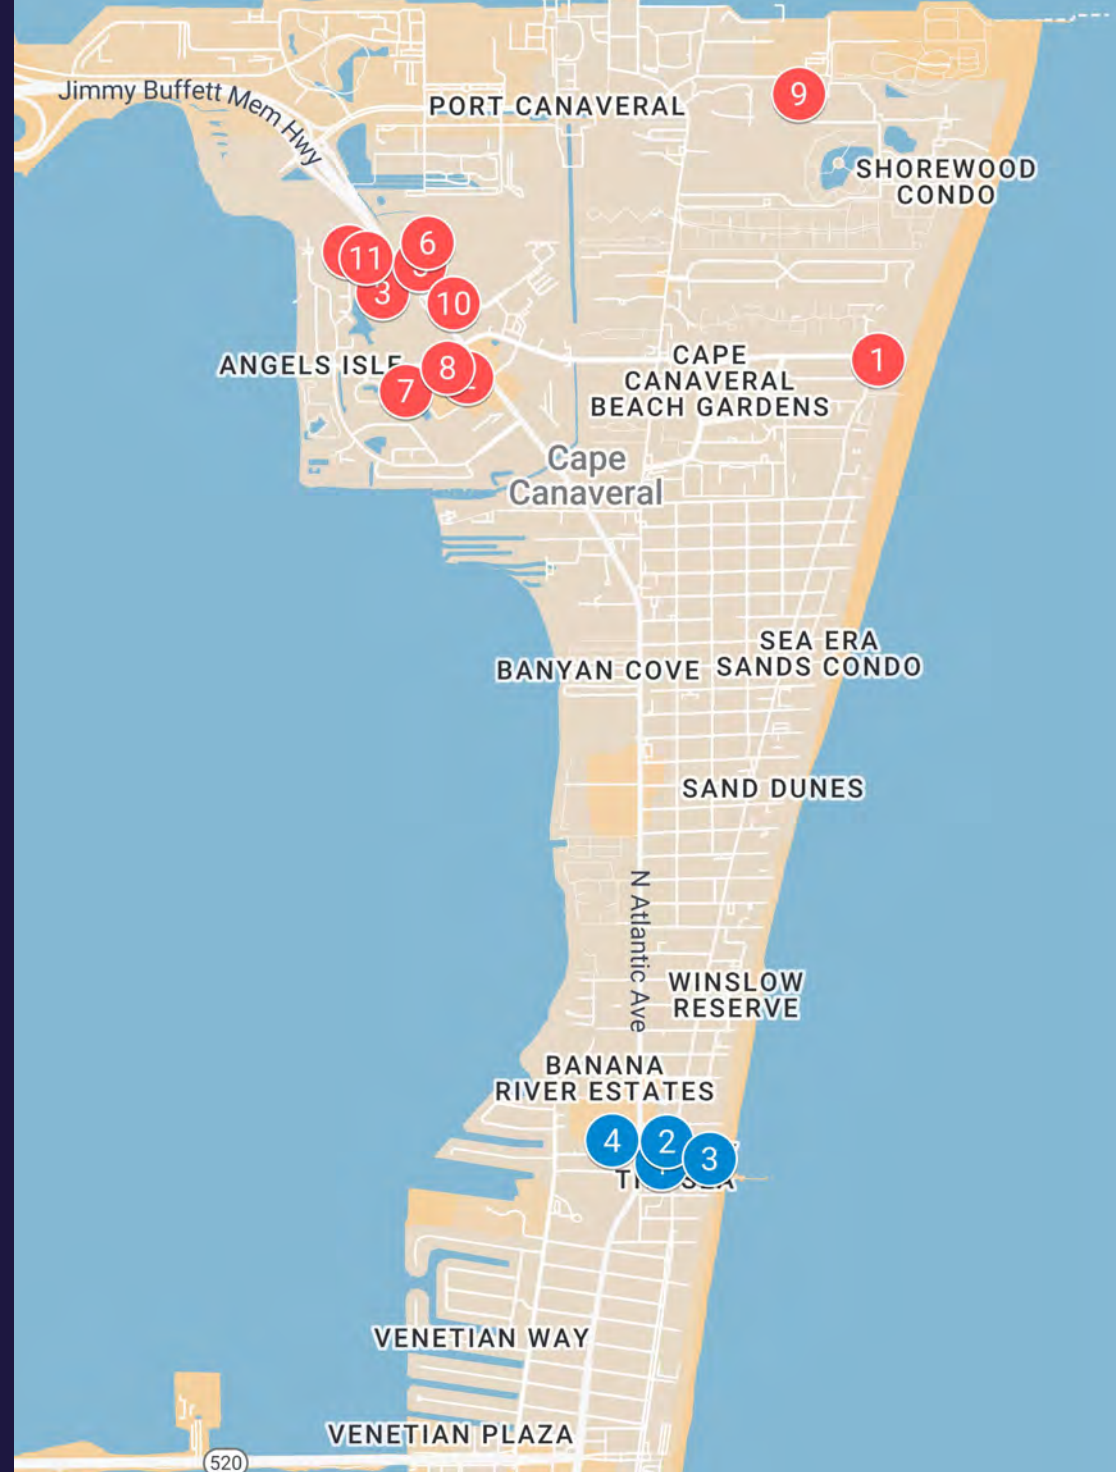 Jimmy Buffett Mem Hwy
PORT CANAVERAL
9
SHOREWOOD
CONDO
6
11
3
10
ANGELS ISLE
8
7
1
CAPE
CANAVERAL
BEACH GARDENS
Cape
Canaveral
SEA ERA
SANDS CONDO
BANYAN COVE
SAND DUNES
N Atlantic Ave
WINSLOW
RESERVE
BANANA
RIVER ESTATES
4
2
3
VENETIAN WAY
VENETIAN PLAZA
520